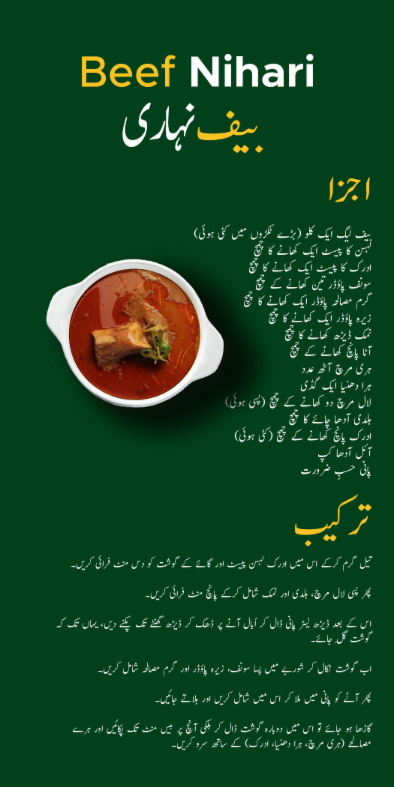 Beef Nihari
بیف نہاری
اجزا
بیف لیگ ایک کلو (بڑے ٹکڑوں میں کٹی ہوئی)
لہسن کا پیسٹ ایک کھانے کا چمچ
ادرک کا پیسٹ ایک کھانے کا چمچ
سونف پاؤڈر تین کھانے کے چمچ
گرم مصالحہ پاؤڈر ایک کھانے کا چمچ
زیرہ پاؤڈر ایک کھانے کا چمچ
نمک ڈیڑھ کھانے کا چمچ
آٹا پانچ کھانے کے چمچ
ہری مرچ آٹھ عدد
ہرا دھنیا ایک گڈی
لال مرچ دو کھانے کے چمچ (پسی ہوئی)
ہلدی آدھا چائے کا چمچ
ادرک پانچ کھانے کے چمچ (کٹی ہوئی)
آئل آدھا کپ
پانی حسبِ ضرورت
ترکیب
تیل گرم کرکے اس میں ادرک لہسن پیسٹ اور گائے کے گوشت کو دس منٹ فرائی کریں۔
پھر پسی لال مرچ، ہلدی اور نمک شامل کرکے پانچ منٹ فرائی کریں۔
اس کے بعد ڈیڑھ لیٹر پانی ڈال کر اُبال آنے پر ڈھک کر ڈیڑھ گھنٹے تک پکنے دیں، یہاں تک کہ
گوشت گل جائے۔
اب گوشت نکال کر شوربے میں پسا سونف، زیرہ پاؤڈر اور گرم مصالحہ شامل کریں۔
پھر آٹے کو پانی میں ملا کر اس میں شامل کریں اور ہلاتے جائیں۔
گاڑھا ہو جائے تو اس میں دوبارہ گوشت ڈال کر ہلکی آنچ پر بیس منٹ تک پکائیں اور ہرے
مصالحے (ہری مرچ، ہرا دھنیا، ادرک) کے ساتھ سرو کریں۔